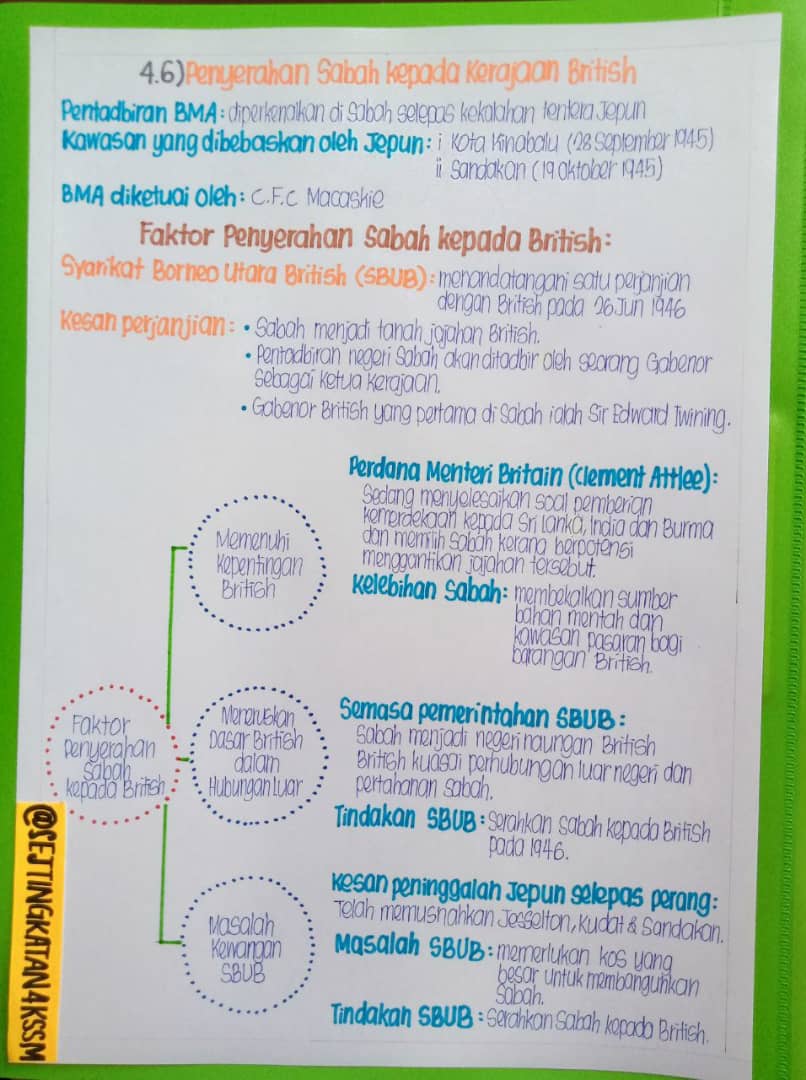 4.6) Penyerahan Sabah kepada Kerajaan British
Pentadbiran BMA : diperkenalkan di Sabah selepas kekalahan tentera Jepun
Kawasan yang dibebaskan oleh Jepun : i Kota Kinabalu (28 September 1945)
ii Sandakan (19 Oktober 1945)
BMA diketuai oleh : C.F.C Macaskie
Faktor Penyerahan Sabah kepada British :
Syarikat Borneo Utara British (SBUB) : menandatangani satu perjanjian
dengan British pada 26 Jun 1946
Kesan perjanjian : • Sabah menjadi tanah jajahan British.
• Pentadbiran negeri Sabah akan ditadbir oleh seorang Gabenor
sebagai ketua Kerajaan.
• Gabenor British yang pertama di Sabah ialah Sir Edward Twining.
Faktor
penyerahan
Sabah
kepada British
Memenuhi
Kepentingan
British
Perdana Menteri Britain (Clement Attlee) :
Sedang menyelesaikan soal pemberian
kemerdekaan kepada Sri Lanka, India dan Burma
dan memilih Sabah kerana berpotensi
menggantikan jajahan tersebut.
Kelebihan Sabah : membekalkan sumber
bahan mentah dan
kawasan pasaran bagi
barangan British.
Meneruskan
Dasar British
dalam
Hubungan luar
Semasa pemerintahan SBUB :
Sabah menjadi negeri naungan British
British kuasai perhubungan luar negeri dan
pertahanan Sabah.
Tindakan SBUB : Serahkan Sabah kepada British
pada 1946.
Masalah
Kewangan
SBUB
Kesan peninggalan Jepun selepas perang :
Telah memusnahkan Jesselton, Kudat & Sandakan.
Masalah SBUB : memerlukan kos yang
besar untuk membangunkan
Sabah.
Tindakan SBUB : Serahkan Sabah kepada British.
@SEJTINGKATAN4KSSM